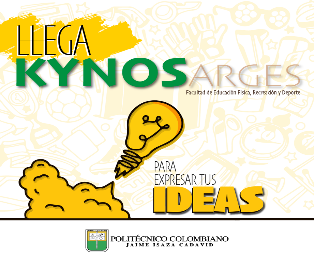 LLEGA
KYNOSARGES
Facultad de Educación Física, Recreación y Deporte
PARA
EXPRESAR TUS
IDEAS
POLITÉCNICO COLOMBIANO
JAIME ISAZA CADAVID